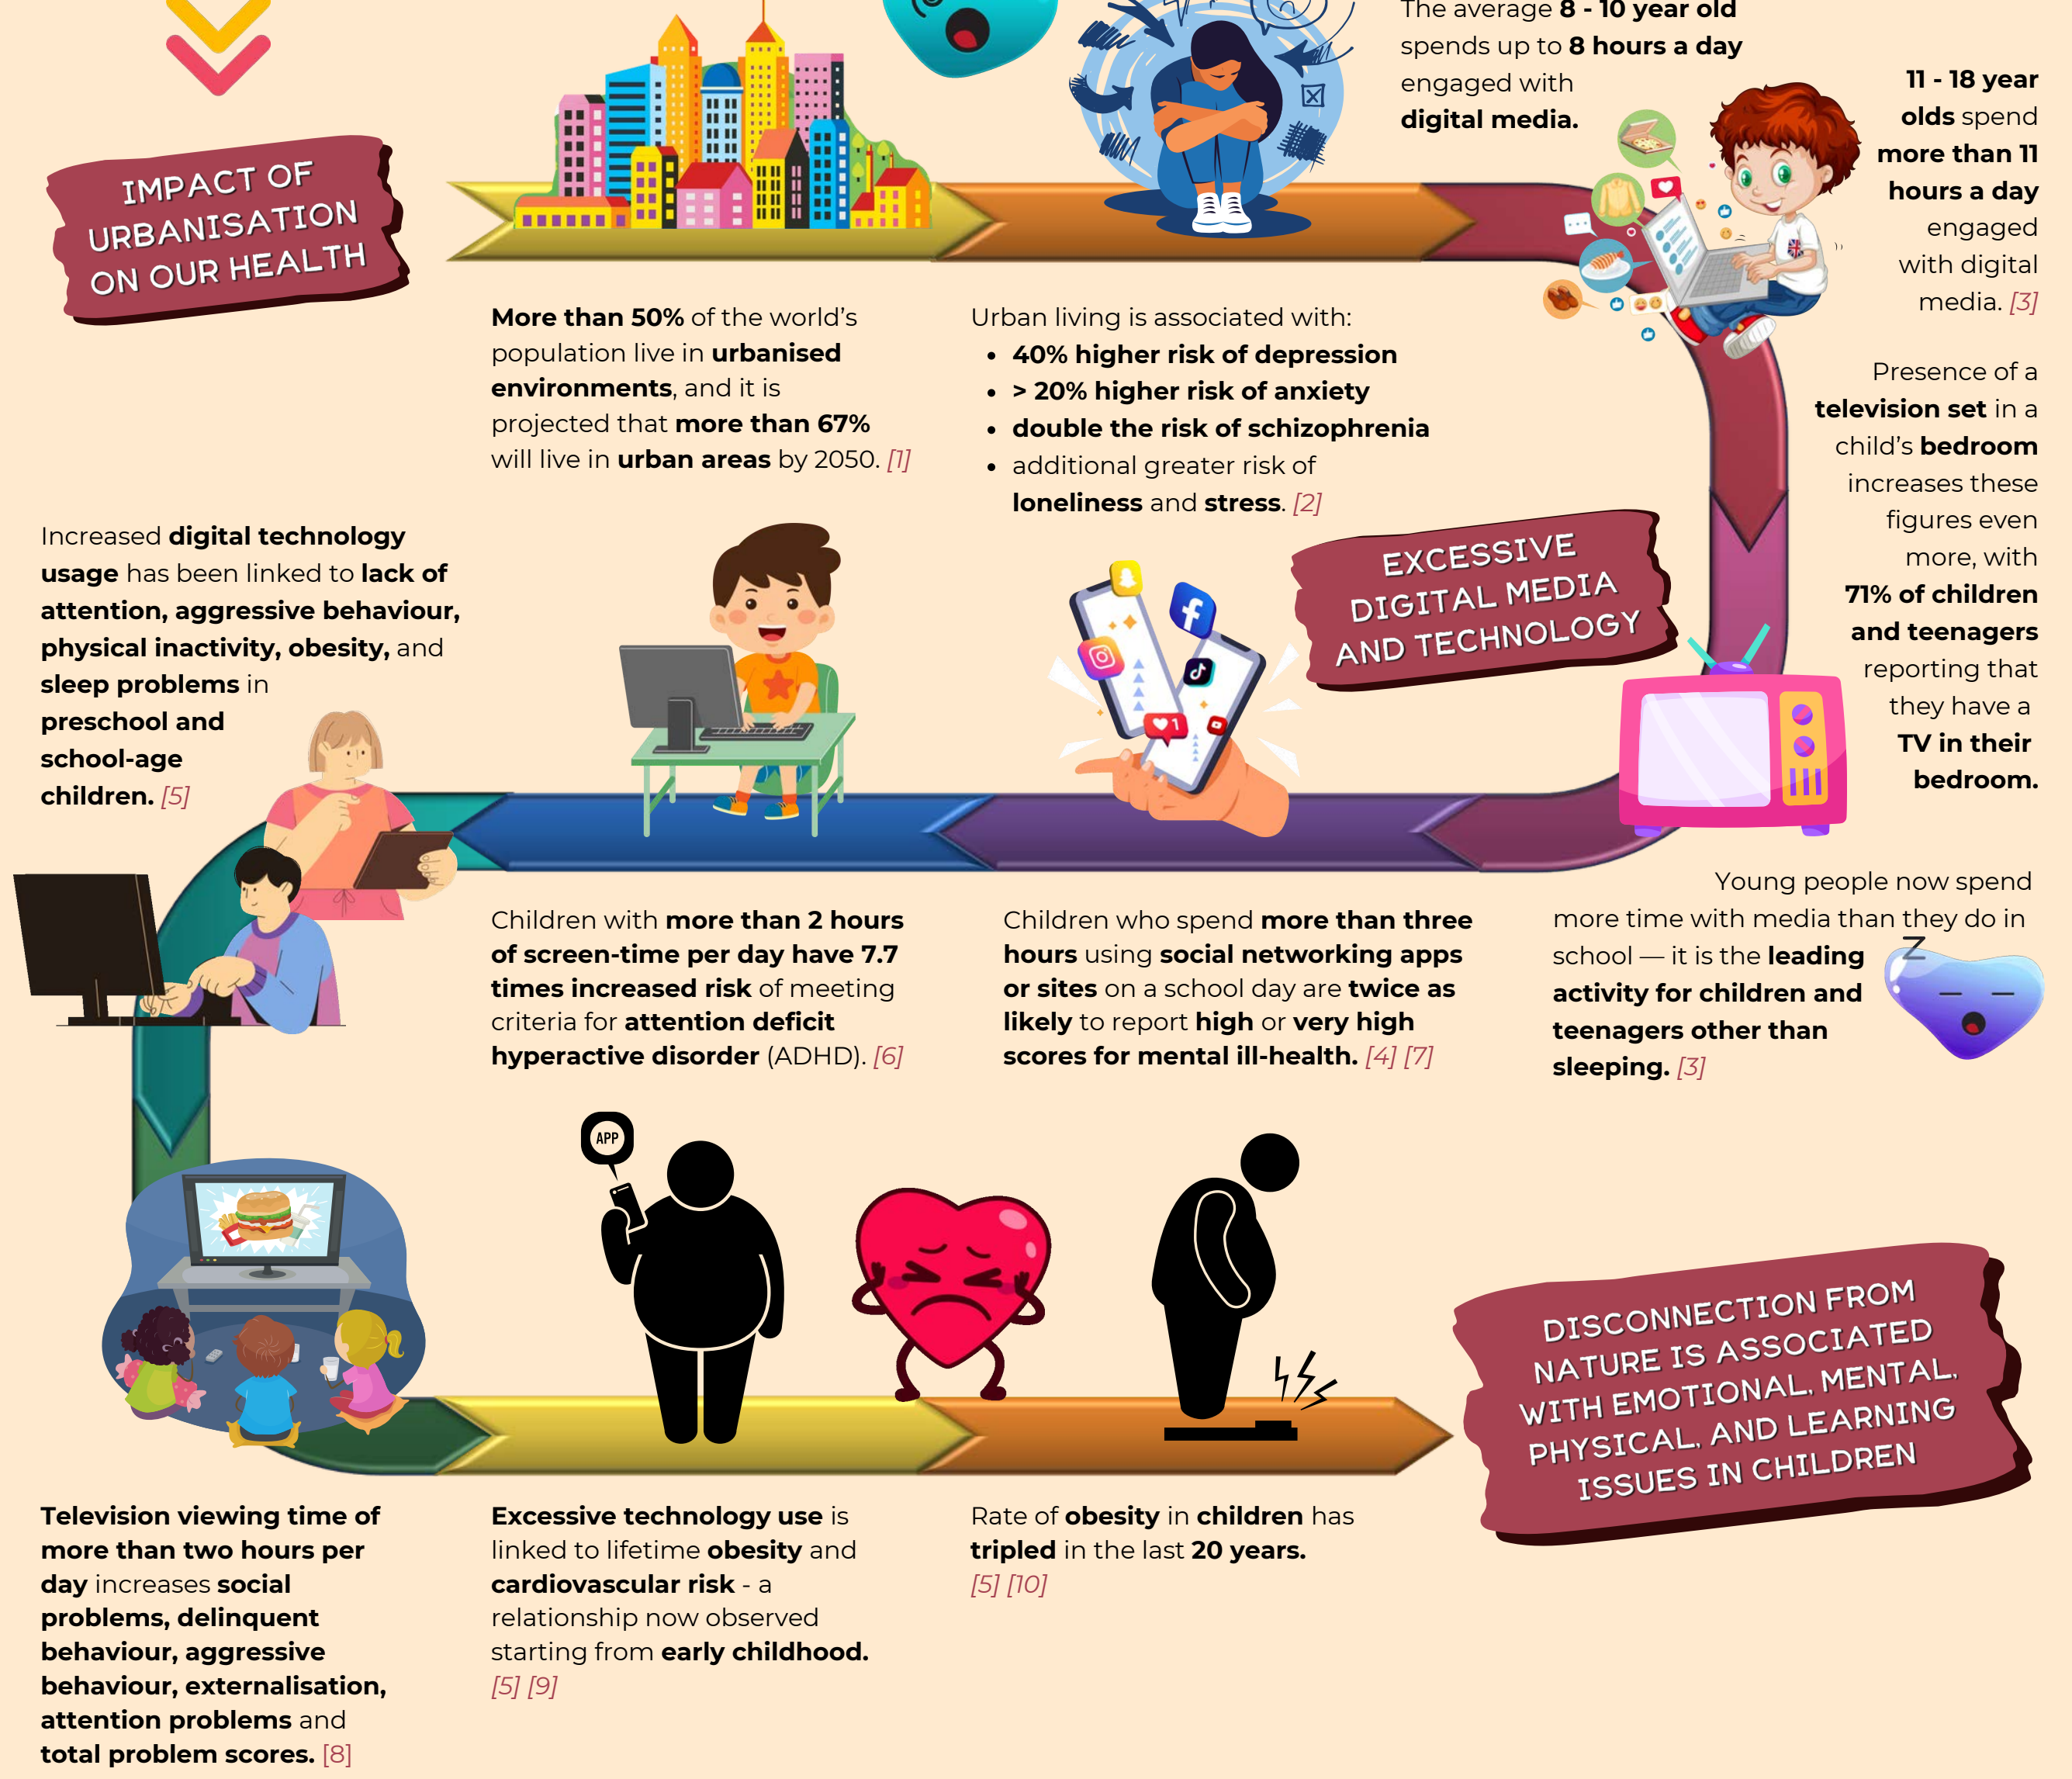 IMPACT OF
URBANISATION
ON OUR HEALTH
More than 50% of the world's
population live in urbanised
environments, and it is
projected that more than 67%
will live in urban areas by 2050. [1]
Urban living is associated with:
• 40% higher risk of depression
• > 20% higher risk of anxiety
• double the risk of schizophrenia
• additional greater risk of
loneliness and stress. [2]
The average 8 - 10 year old
spends up to 8 hours a day
engaged with
digital media.
11 - 18 year
olds spend
more than 11
hours a day
engaged
with digital
media. [3]
Presence of a
television set in a
child's bedroom
increases these
figures even
more, with
71% of children
and teenagers
reporting that
they have a
TV in their
bedroom.
EXCESSIVE
DIGITAL MEDIA
AND TECHNOLOGY
Young people now spend
more time with media than they do in
school — it is the leading
activity for children and
teenagers other than
sleeping. [3]
Z
1
Children who spend more than three
hours using social networking apps
or sites on a school day are twice as
likely to report high or very high
scores for mental ill-health. [4] [7]
Children with more than 2 hours
of screen-time per day have 7.7
times increased risk of meeting
criteria for attention deficit
hyperactive disorder (ADHD). [6]
Increased digital technology
usage has been linked to lack of
attention, aggressive behaviour,
physical inactivity, obesity, and
sleep problems in
preschool and
school-age
children. [5]
Television viewing time of
more than two hours per
day increases social
problems, delinquent
behaviour, aggressive
behaviour, externalisation,
attention problems and
total problem scores. [8]
APP
Excessive technology use is
linked to lifetime obesity and
cardiovascular risk - a
relationship now observed
starting from early childhood.
[5] [9]
Rate of obesity in children has
tripled in the last 20 years.
[5] [10]
DISCONNECTION FROM
NATURE IS ASSOCIATED
WITH EMOTIONAL, MENTAL,
PHYSICAL, AND LEARNING
ISSUES IN CHILDREN